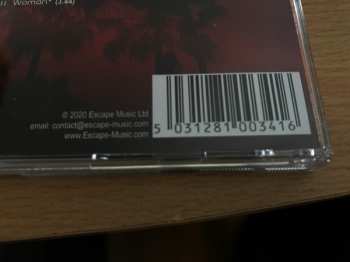 Woman" (3.44)
© 2020 Escape Music Ltd
email: contact@escape-music.com
www.Escape-Music.com
5 031281 003416